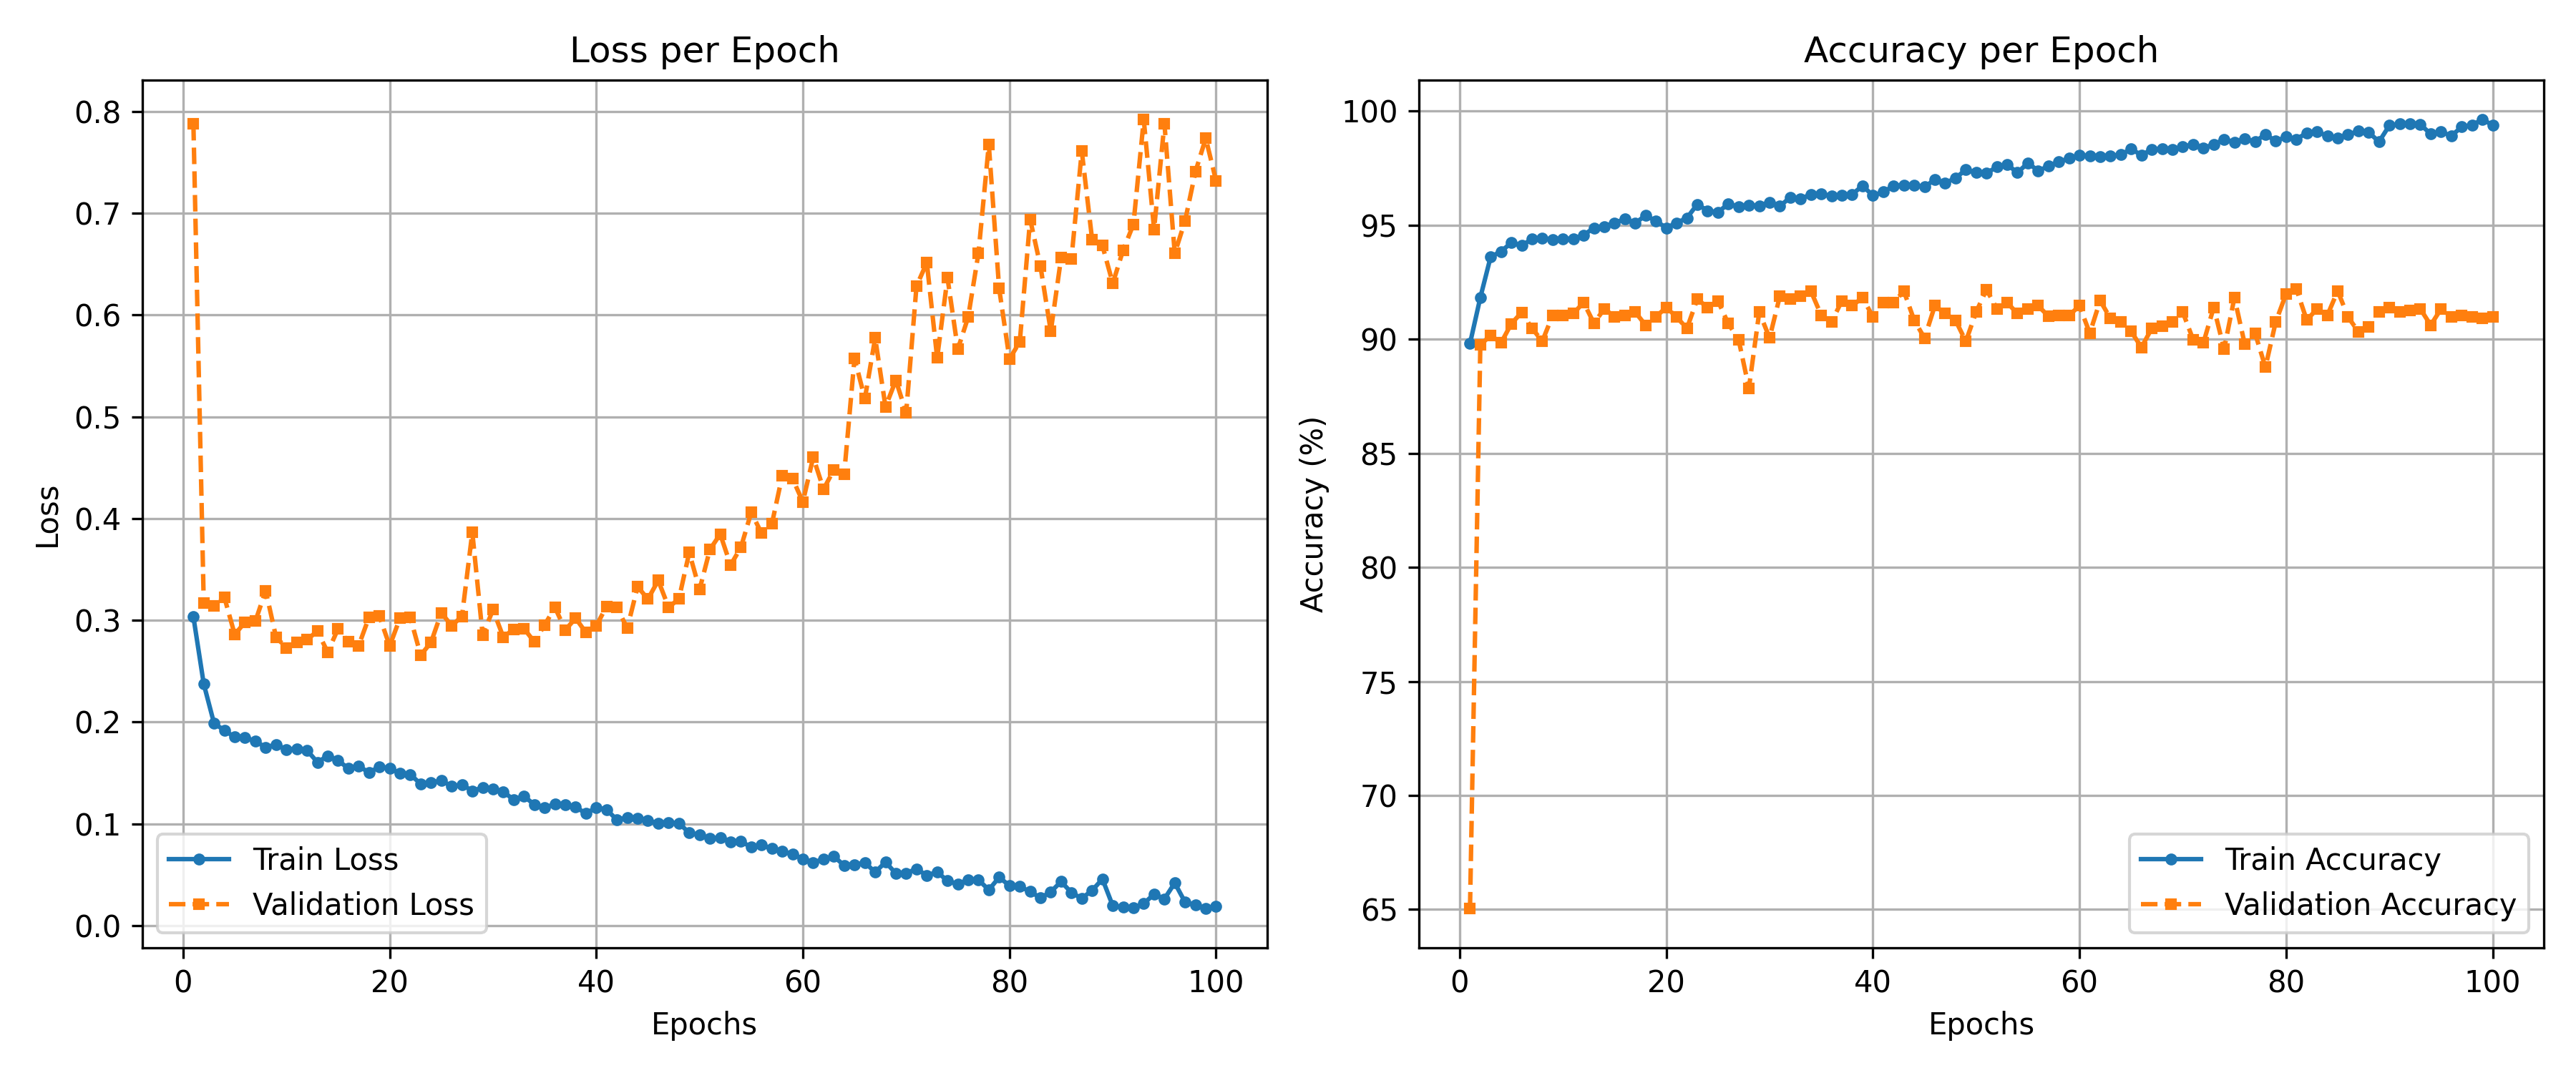 Loss per Epoch
0.8
0.7
0.6
0.5
0.4
0.3
0.2
0.1
0.0
Loss
Train Loss
Validation Loss
0 20 40 60 80 100
Epochs
Accuracy per Epoch
100
95
90
85
80
75
70
65
Accuracy (%)
Train Accuracy
Validation Accuracy
0 20 40 60 80 100
Epochs